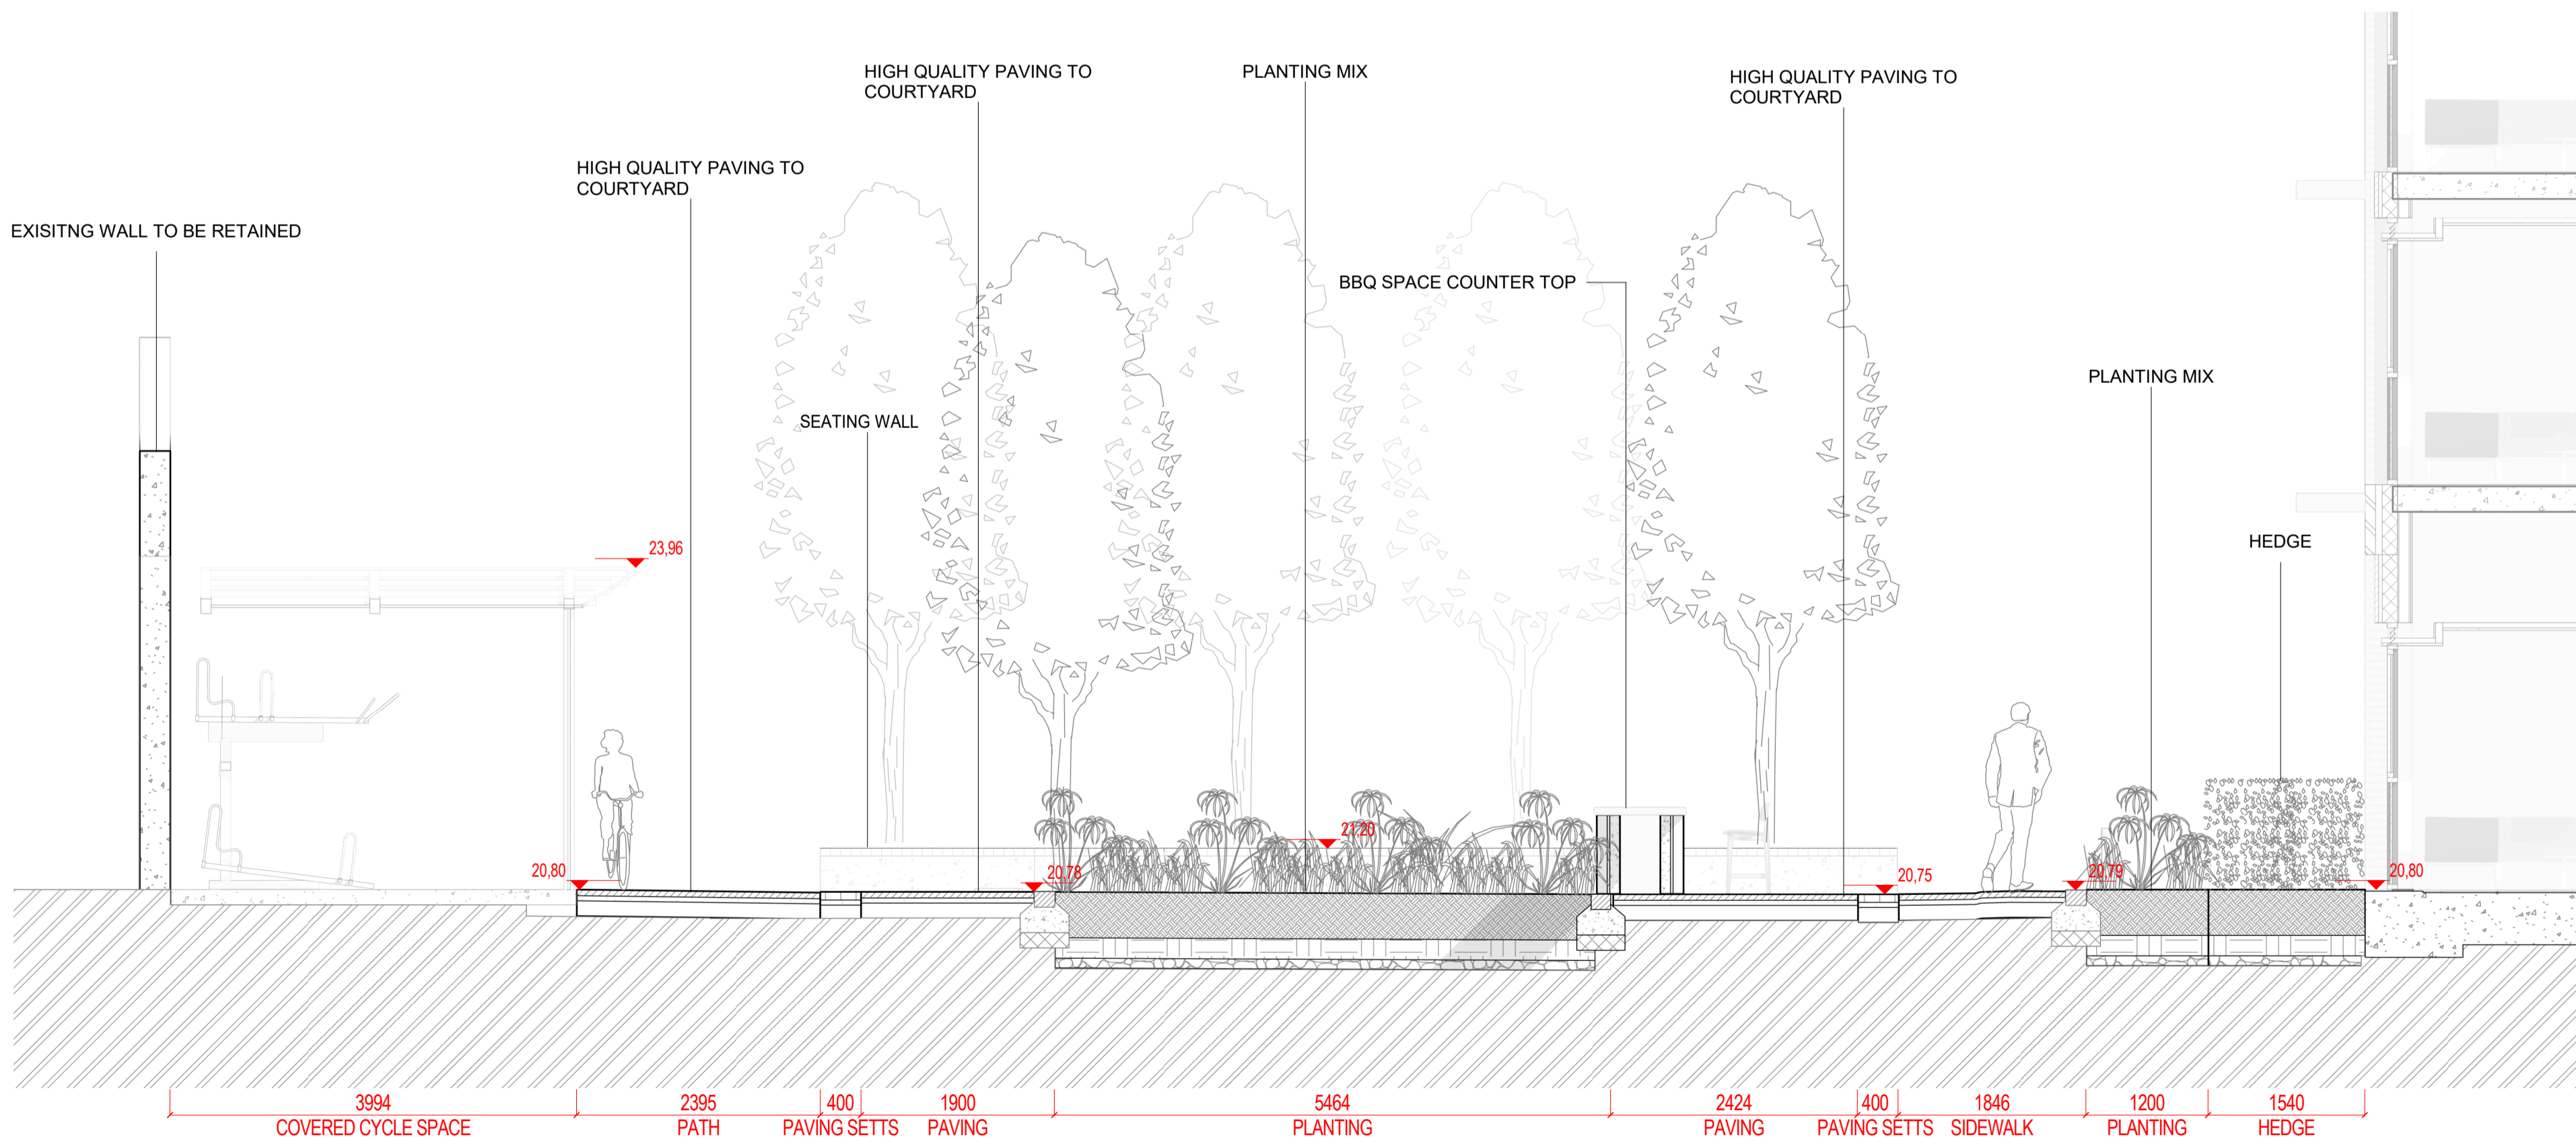 HIGH QUALITY PAVING TO
COURTYARD
PLANTING MIX
HIGH QUALITY PAVING TO
COURTYARD
HIGH QUALITY PAVING TO
COURTYARD
EXISITNG WALL TO BE RETAINED
BBQ SPACE COUNTER TOP
PLANTING MIX
SEATING WALL
HEDGE
23,96
21,20
20,80
20,78
20,75
20,79
20,80
3994
2395
400
1900
5464
2424
400
1846
1200
1540
COVERED CYCLE SPACE
PATH
PAVING SETTS
PAVING
PLANTING
PAVING
PAVING SETTS
SIDEWALK
PLANTING
HEDGE